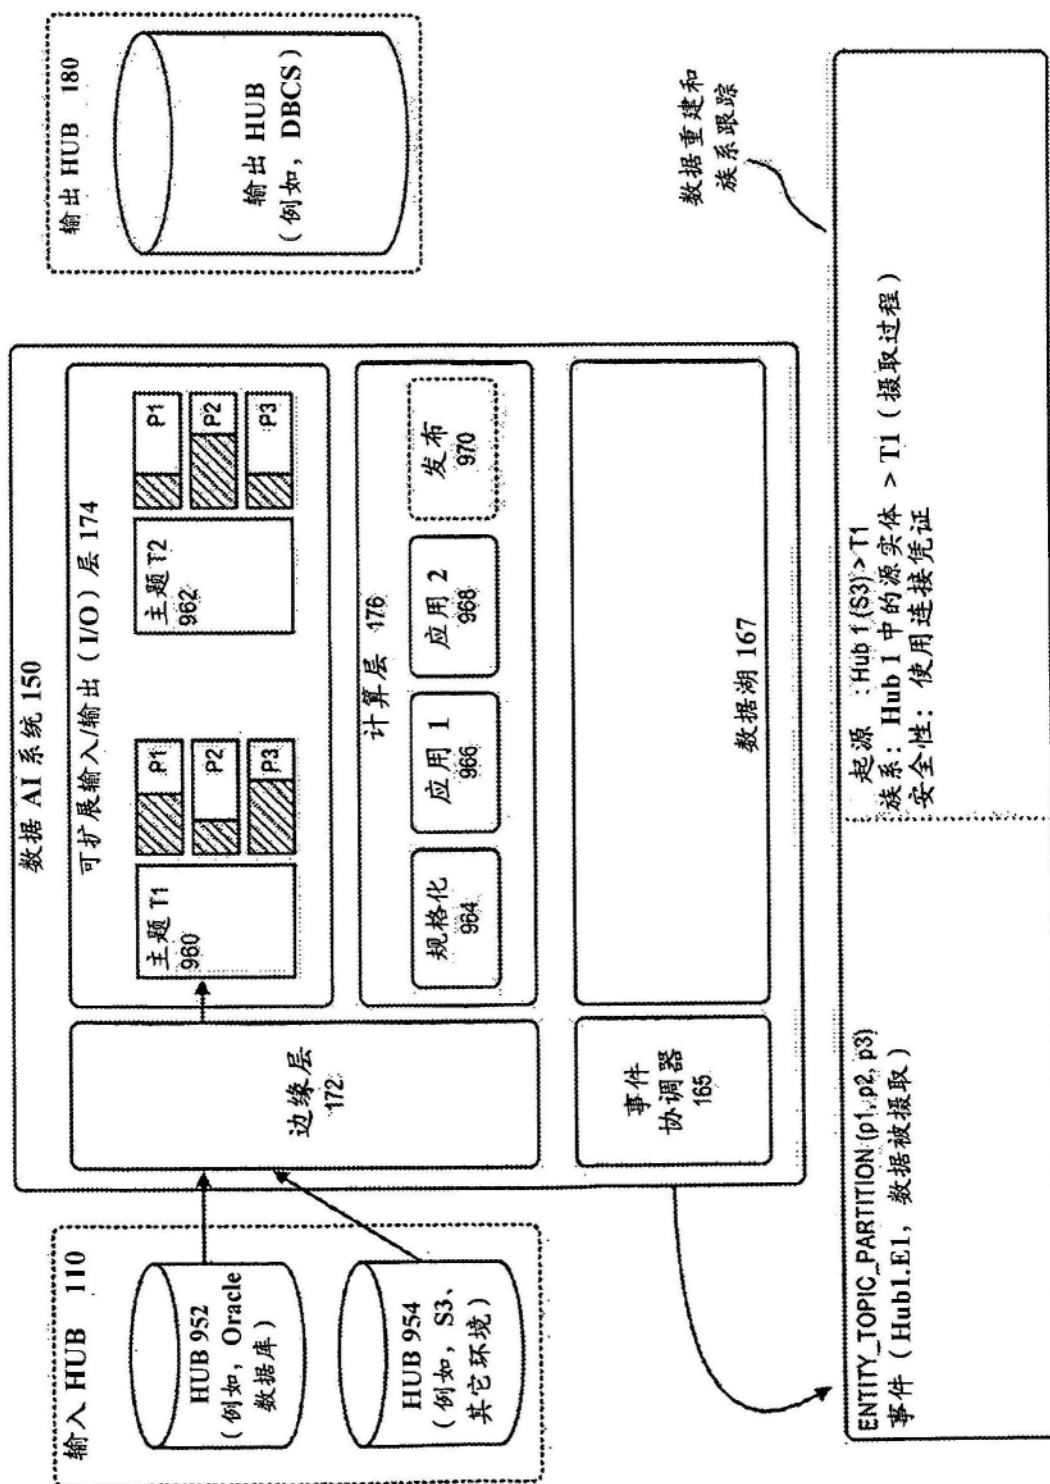 输入 HUB 110
HUB 952
(例如，Oracle
数据库)
HUB 954
(例如，S3、
其它环境)
数据 AI 系统 150
边缘层
172
可扩展输入/输出（I/O）层 174
主题 T1
960
P1
P2
P3
主题 T2
962
P1
P2
P3
计算层 176
规格化
964
应用 1
966
应用 2
968
发布
970
事件
协调器
165
数据湖 167
输出 HUB 180
输出 HUB
（例如，DBCS）
数据重建和
族系跟踪
ENTITY_TOPIC_PARTITION (p1, p2, p3)
事件（Hub1.E1，数据被摄取）
起源 : Hub 1 (S3) > T1
族系：Hub 1 中的源实体 > T1（摄取过程）
安全性：使用连接凭证